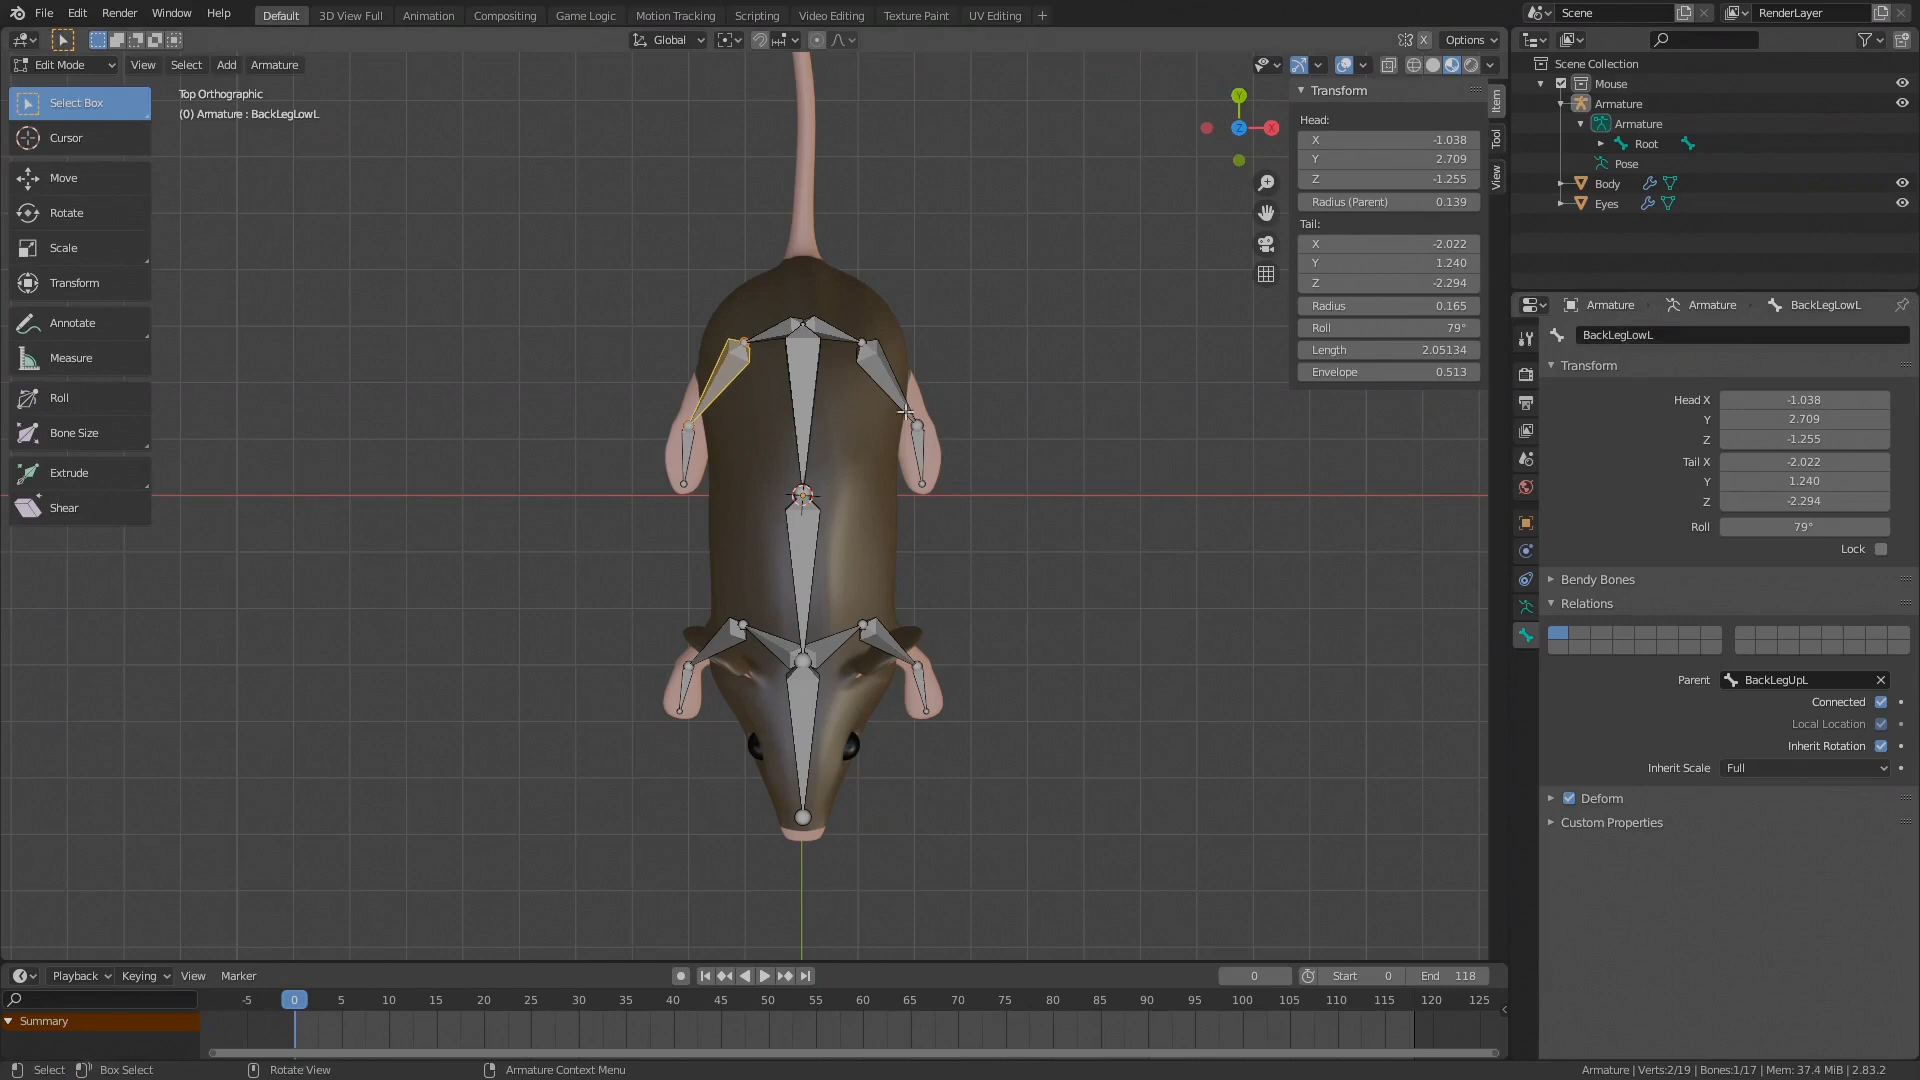 File Edit Render Window Help Default 3D View Full Animation Compositing Game Logic Motion Tracking Scripting Video Editing Texture Paint UV Editing + Scene RenderLayer
Global X Options
Edit Mode View Select Add Armature
Select Box
Cursor
Move
Rotate
Scale
Transform
Annotate
Measure
Roll
Bone Size
Extrude
Shear
Top Orthographic
(0) Armature : BackLegLowL
Y
Z
X
Transform
Head:
X -1.038
Y 2.709
Z -1.255
Radius (Parent) 0.139
Tail:
X -2.022
Y 1.240
Z -2.294
Radius 0.165
Roll 79°
Length 2.05134
Envelope 0.513
Item
Tool
View
Scene Collection
Mouse
Armature
Armature
Root
Pose
Body
Eyes
Armature Armature BackLegLowL
BackLegLowL
Transform
Head X -1.038
Y 2.709
Z -1.255
Tail X -2.022
Y 1.240
Z -2.294
Roll 79°
Lock
Bendy Bones
Relations
Parent BackLegUpL
Connected
Local Location
Inherit Rotation
Inherit Scale Full
Deform
Custom Properties
Playback Keying View Marker 0 Start 0 End 118
-5 0 5 10 15 20 25 30 35 40 45 50 55 60 65 70 75 80 85 90 95 100 105 110 115 120 125
Summary
Select Box Select Rotate View Armature Context Menu Armature | Verts:2/19 | Bones:1/17 | Mem: 37.4 MiB | 2.83.2